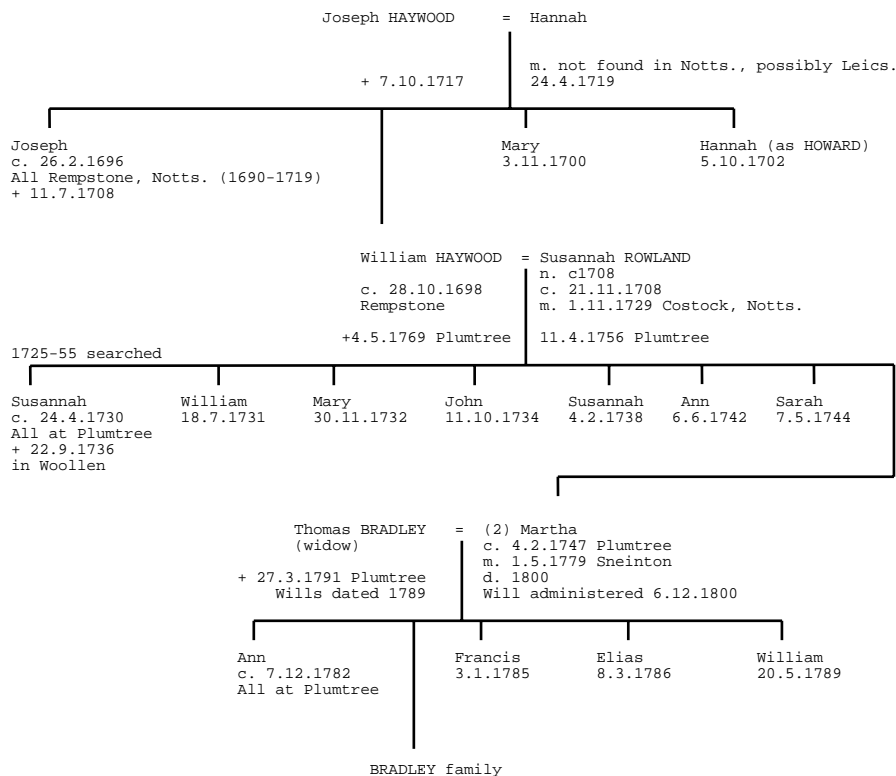 Joseph HAYWOOD = Hannah
m. not found in Notts., possibly Leics.
+ 7.10.1717 24.4.1719
Joseph
c. 26.2.1696
All Rempstone, Notts. (1690-1719)
+ 11.7.1708
Mary
3.11.1700
Hannah (as HOWARD)
5.10.1702
William HAYWOOD = Susannah ROWLAND
n. c1708
c. 28.10.1698 c. 21.11.1708
Rempstone m. 1.11.1729 Costock, Notts.
+4.5.1769 Plumtree 11.4.1756 Plumtree
1725-55 searched
Susannah
c. 24.4.1730
All at Plumtree
+ 22.9.1736
in Woollen
William
18.7.1731
Mary
30.11.1732
John
11.10.1734
Susannah
4.2.1738
Ann
6.6.1742
Sarah
7.5.1744
Thomas BRADLEY = (2) Martha
(widow) c. 4.2.1747 Plumtree
m. 1.5.1779 Sneinton
+ 27.3.1791 Plumtree d. 1800
Wills dated 1789 Will administered 6.12.1800
Ann
c. 7.12.1782
All at Plumtree
Francis
3.1.1785
Elias
8.3.1786
William
20.5.1789
BRADLEY family